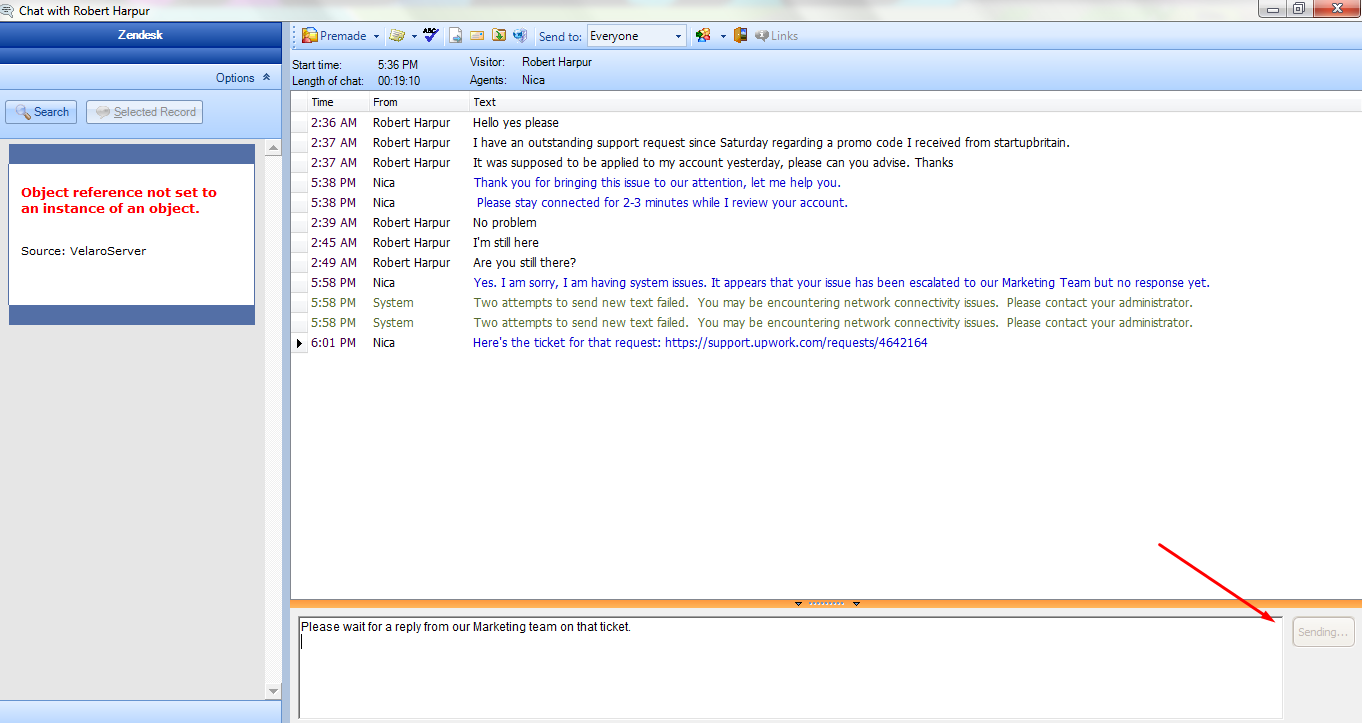 Chat with Robert Harpur
Zendesk
Options
Search
Selected Record
Object reference not set to
an instance of an object.
Source: VelaroServer
Premade
ABC
Send to: Everyone
Links
Start time: 5:36 PM Visitor: Robert Harpur
Length of chat: 00:19:10 Agents: Nica
Time From Text
2:36 AM Robert Harpur Hello yes please
2:37 AM Robert Harpur I have an outstanding support request since Saturday regarding a promo code I received from startupbritain.
2:37 AM Robert Harpur It was supposed to be applied to my account yesterday, please can you advise. Thanks
5:38 PM Nica Thank you for bringing this issue to our attention, let me help you.
5:38 PM Nica Please stay connected for 2-3 minutes while I review your account.
2:39 AM Robert Harpur No problem
2:45 AM Robert Harpur I'm still here
2:49 AM Robert Harpur Are you still there?
5:58 PM Nica Yes. I am sorry, I am having system issues. It appears that your issue has been escalated to our Marketing Team but no response yet.
5:58 PM System Two attempts to send new text failed.  You may be encountering network connectivity issues.  Please contact your administrator.
5:58 PM System Two attempts to send new text failed.  You may be encountering network connectivity issues.  Please contact your administrator.
6:01 PM Nica Here's the ticket for that request: https://support.upwork.com/requests/4642164
Please wait for a reply from our Marketing team on that ticket.
Sending...